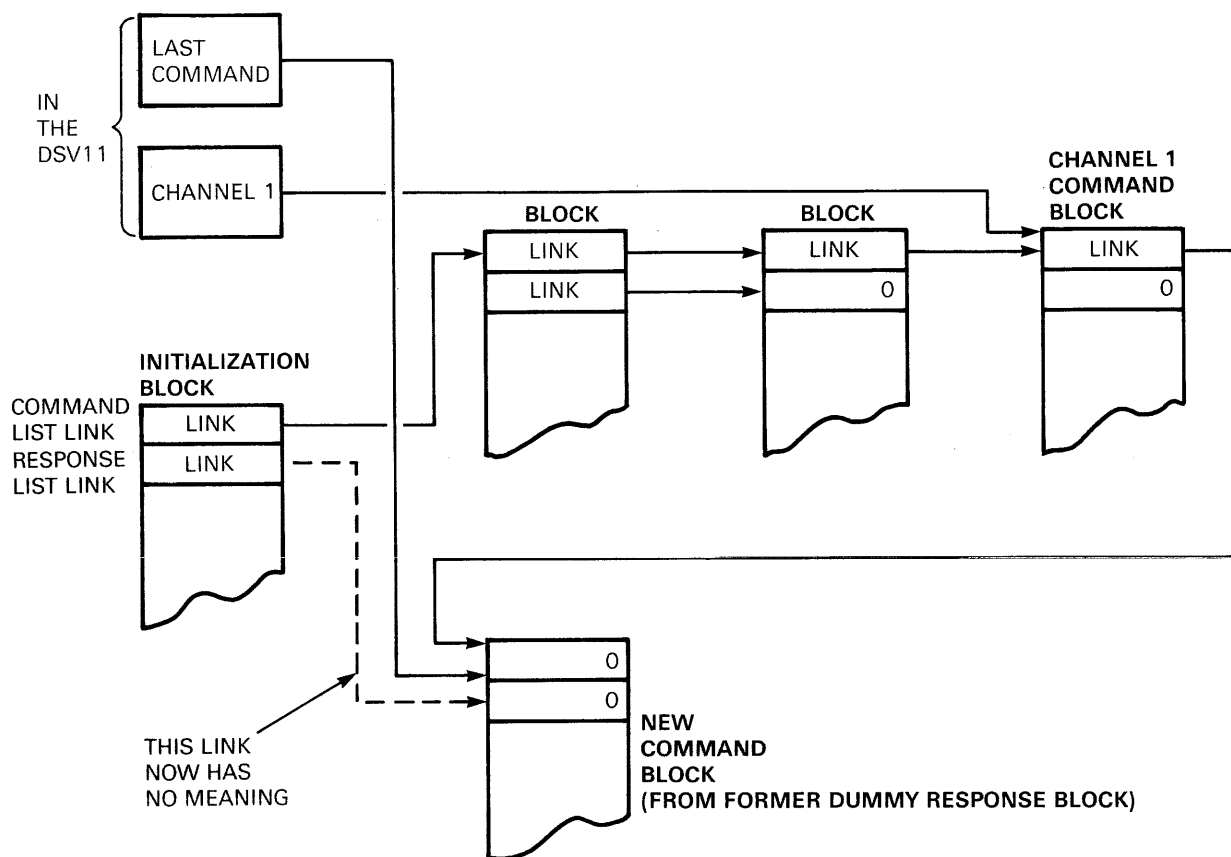 LAST
COMMAND
IN
THE
DSV11
CHANNEL 1
CHANNEL 1
COMMAND
BLOCK
BLOCK
BLOCK
LINK
LINK
LINK
LINK
0
0
INITIALIZATION
BLOCK
COMMAND
LIST LINK
LINK
RESPONSE
LIST LINK
LINK
0
0
THIS LINK
NOW HAS
NO MEANING
NEW
COMMAND
BLOCK
(FROM FORMER DUMMY RESPONSE BLOCK)